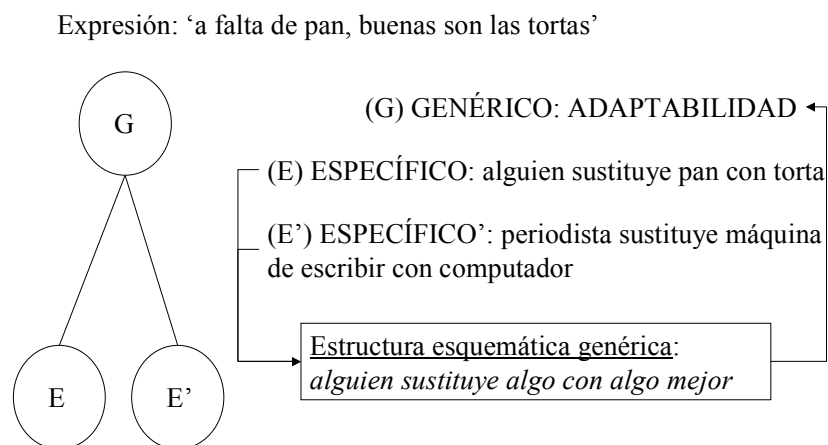 Expresión: ‘a falta de pan, buenas son las tortas’
G
(G) GENÉRICO: ADAPTABILIDAD
(E) ESPECÍFICO: alguien sustituye pan con torta
(E’) ESPECÍFICO’: periodista sustituye máquina
de escribir con computador
Estructura esquemática genérica:
alguien sustituye algo con algo mejor
E
E’